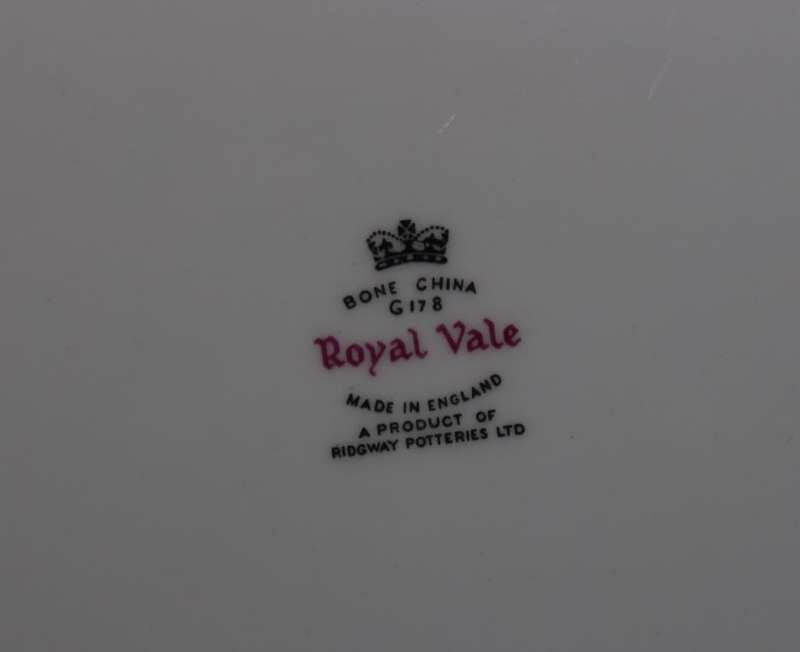 BONE CHINA
G178
Royal Vale
MADE IN ENGLAND
A PRODUCT OF
RIDGWAY POTTERIES LTD